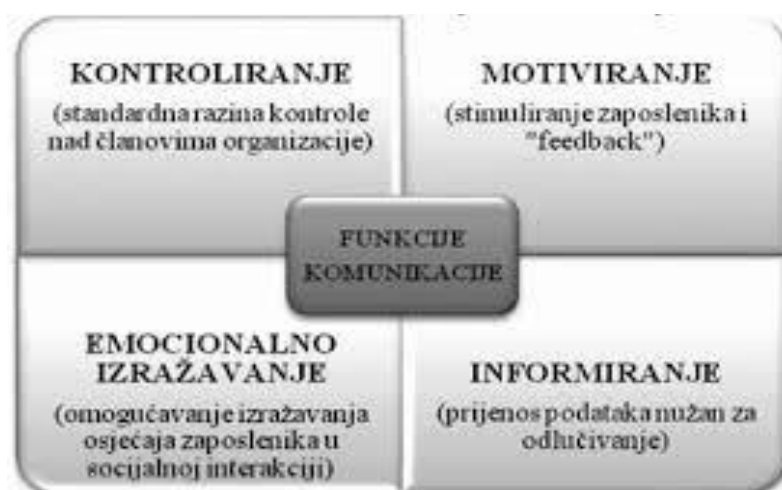 KONTROLIRANJE
(standardna razina kontrole
nad članovima organizacije)
MOTIVIRANJE
(stimuliranje zaposlenika i
"feedback")
FUNKCIJE
KOMUNIKACIJE
EMOCIONALNO
IZRAŽAVANJE
(omogućavanje izražavanja
osjećaja zaposlenika u
socijalnoj interakciji)
INFORMIRANJE
(prijenos podataka nužan za
odlučivanje)